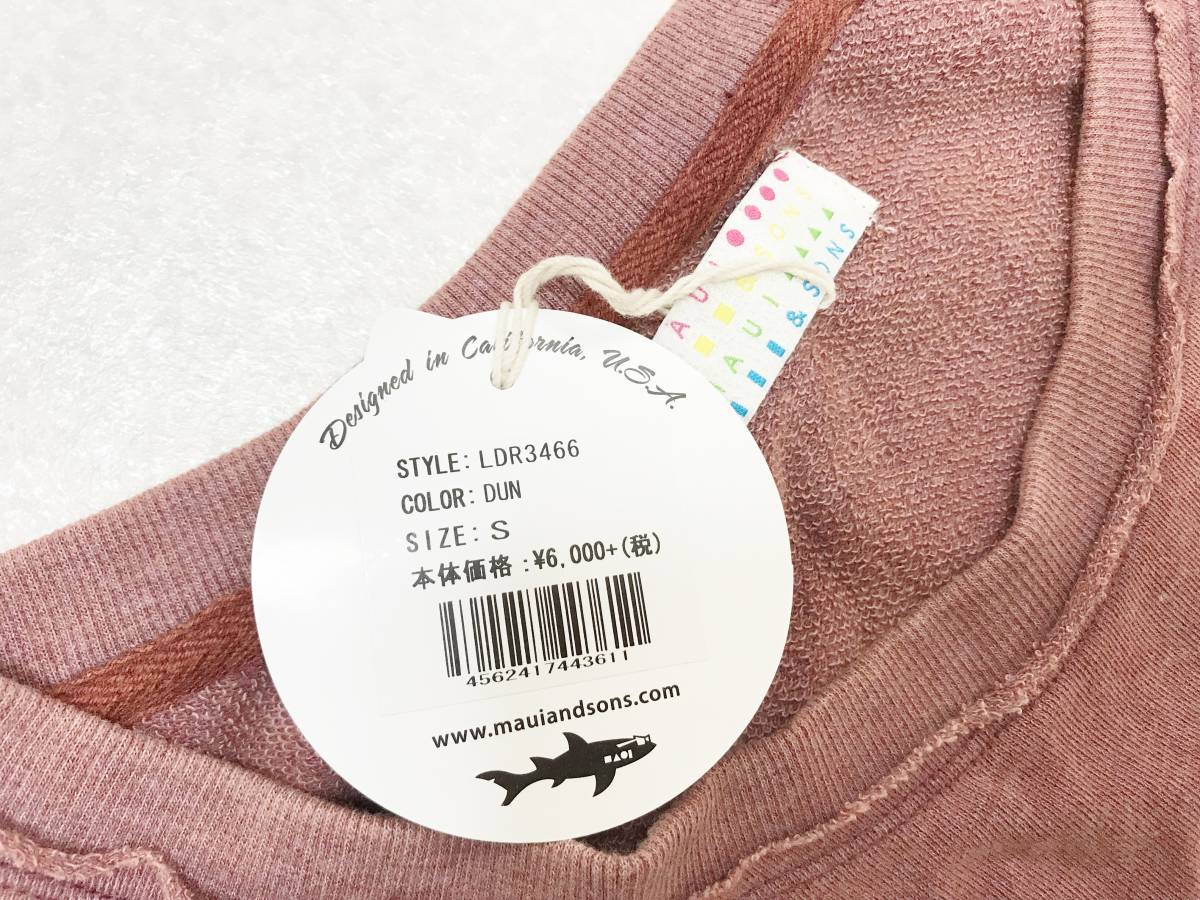 Designed in California, U.S.A.
STYLE: LDR3466
COLOR: DUN
SIZE: S
本体価格:¥6,000+(税)
4562417443611
www.mauiandsons.com
& SONS